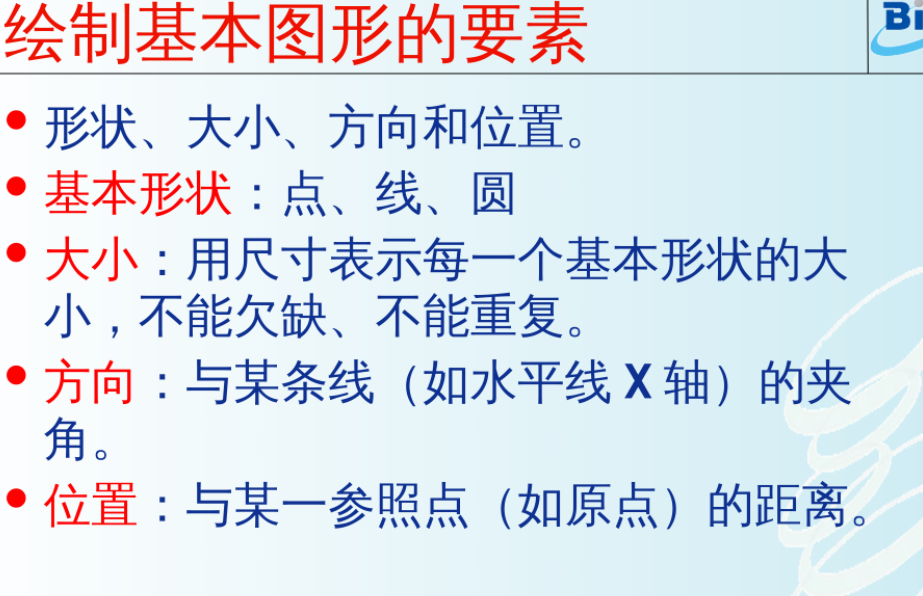 绘制基本图形的要素
Bi
• 形状、大小、方向和位置。
• 基本形状：点、线、圆
• 大小：用尺寸表示每一个基本形状的大
小，不能欠缺、不能重复。
• 方向：与某条线（如水平线 X 轴）的夹
角。
• 位置：与某一参照点（如原点）的距离。